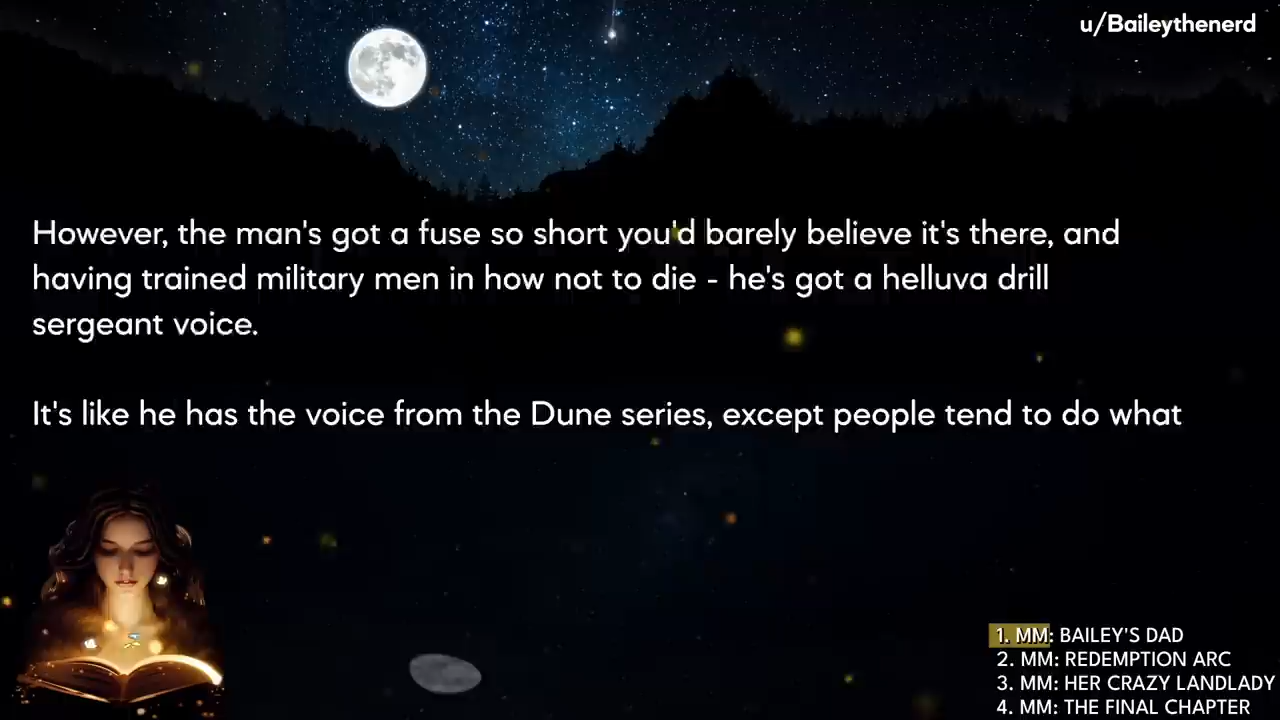 u/Baileythenerd
However, the man's got a fuse so short you'd barely believe it's there, and
having trained military men in how not to die - he's got a helluva drill
sergeant voice.
It's like he has the voice from the Dune series, except people tend to do what
1. MM: BAILEY'S DAD
2. MM: REDEMPTION ARC
3. MM: HER CRAZY LANDLADY
4. MM: THE FINAL CHAPTER